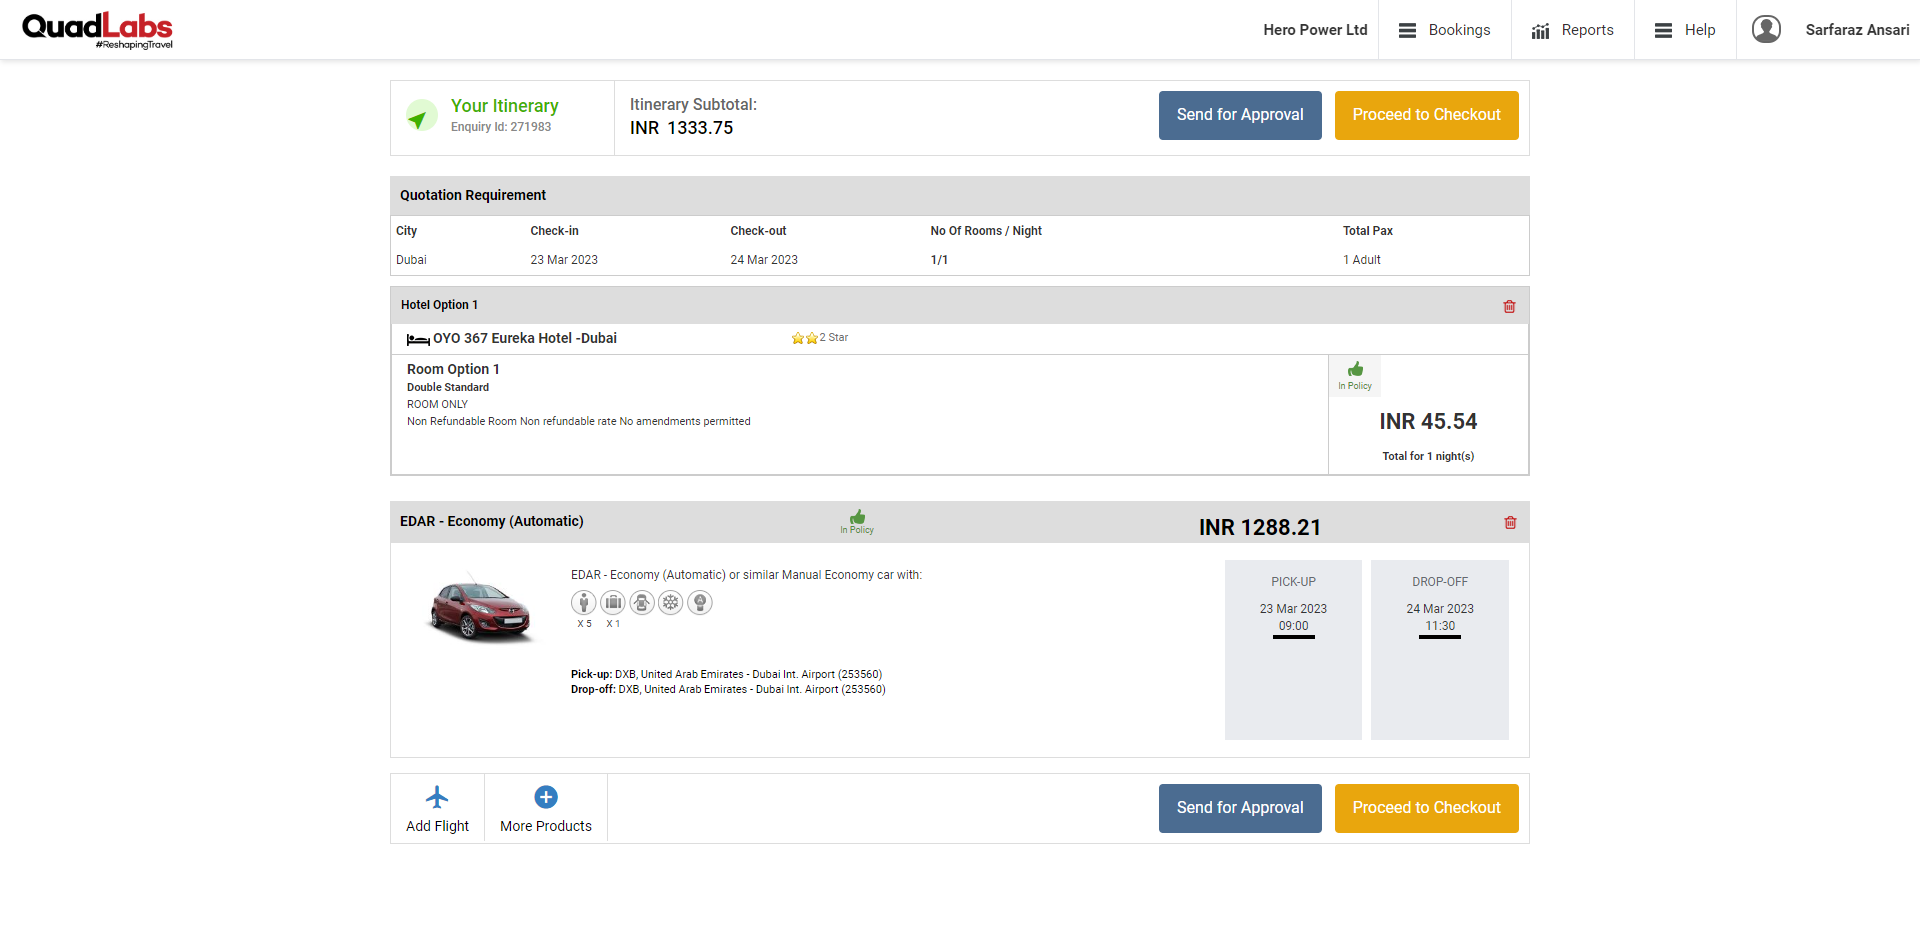 QuadLabs
#ReshapingTravel
Hero Power Ltd
Bookings
Reports
Help
Sarfaraz Ansari
Your Itinerary
Enquiry Id: 271983
Itinerary Subtotal:
INR 1333.75
Send for Approval
Proceed to Checkout
Quotation Requirement
City Check-in Check-out No Of Rooms / Night Total Pax
Dubai 23 Mar 2023 24 Mar 2023 1/1 1 Adult
Hotel Option 1
OYO 367 Eureka Hotel -Dubai
2 Star
Room Option 1
Double Standard
ROOM ONLY
Non Refundable Room Non refundable rate No amendments permitted
In Policy
INR 45.54
Total for 1 night(s)
EDAR - Economy (Automatic)
In Policy
INR 1288.21
EDAR - Economy (Automatic) or similar Manual Economy car with:
X 5 X 1
Pick-up: DXB, United Arab Emirates - Dubai Int. Airport (253560)
Drop-off: DXB, United Arab Emirates - Dubai Int. Airport (253560)
PICK-UP
23 Mar 2023
09:00
DROP-OFF
24 Mar 2023
11:30
Add Flight
More Products
Send for Approval
Proceed to Checkout